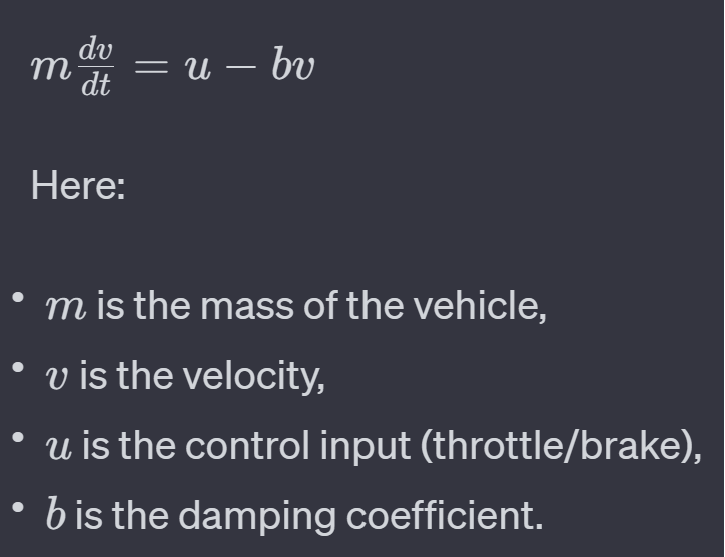 m dv/dt = u − bv
Here:
• m is the mass of the vehicle,
• v is the velocity,
• u is the control input (throttle/brake),
• b is the damping coefficient.